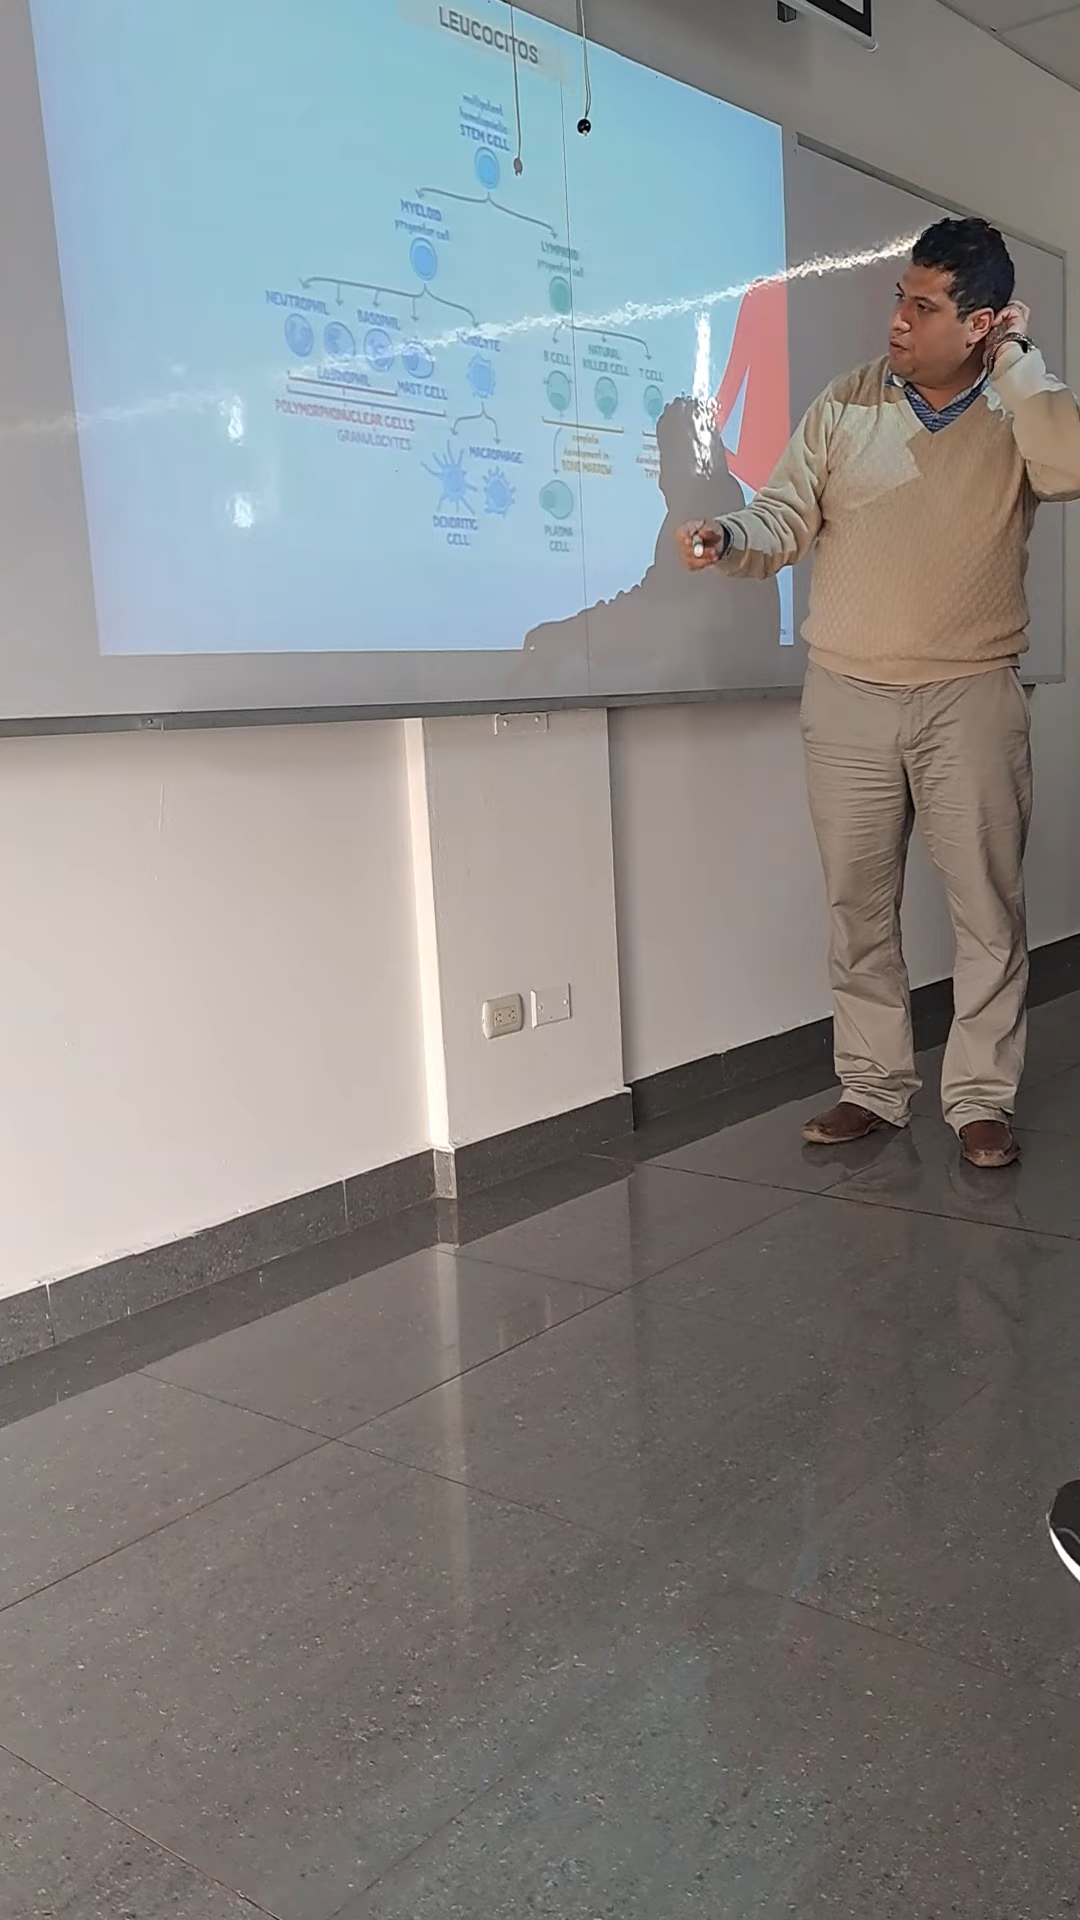 LEUCOCITOS
multipotent
hematopoietic
STEM CELL
MYELOID
progenitor cell
LYMPHOID
progenitor cell
NEUTROPHIL
BASOPHIL
EOSINOPHIL
MAST CELL
POLYMORPHONUCLEAR CELLS
GRANULOCYTES
MACROPHAGE
DENDRITIC
CELL
B CELL
NATURAL
KILLER CELL
T CELL
complete
development in
BONE MARROW
PLASMA
CELL